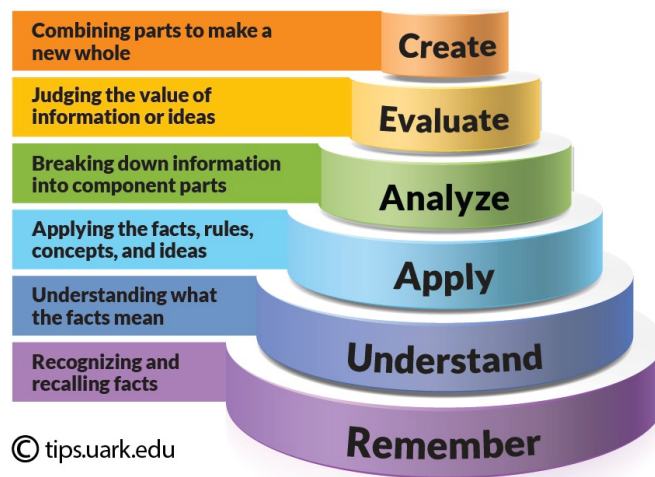 Combining parts to make a
new whole
Create
Judging the value of
information or ideas
Evaluate
Breaking down information
into component parts
Analyze
Applying the facts, rules,
concepts, and ideas
Apply
Understanding what
the facts mean
Understand
Recognizing and
recalling facts
Remember
© tips.uark.edu